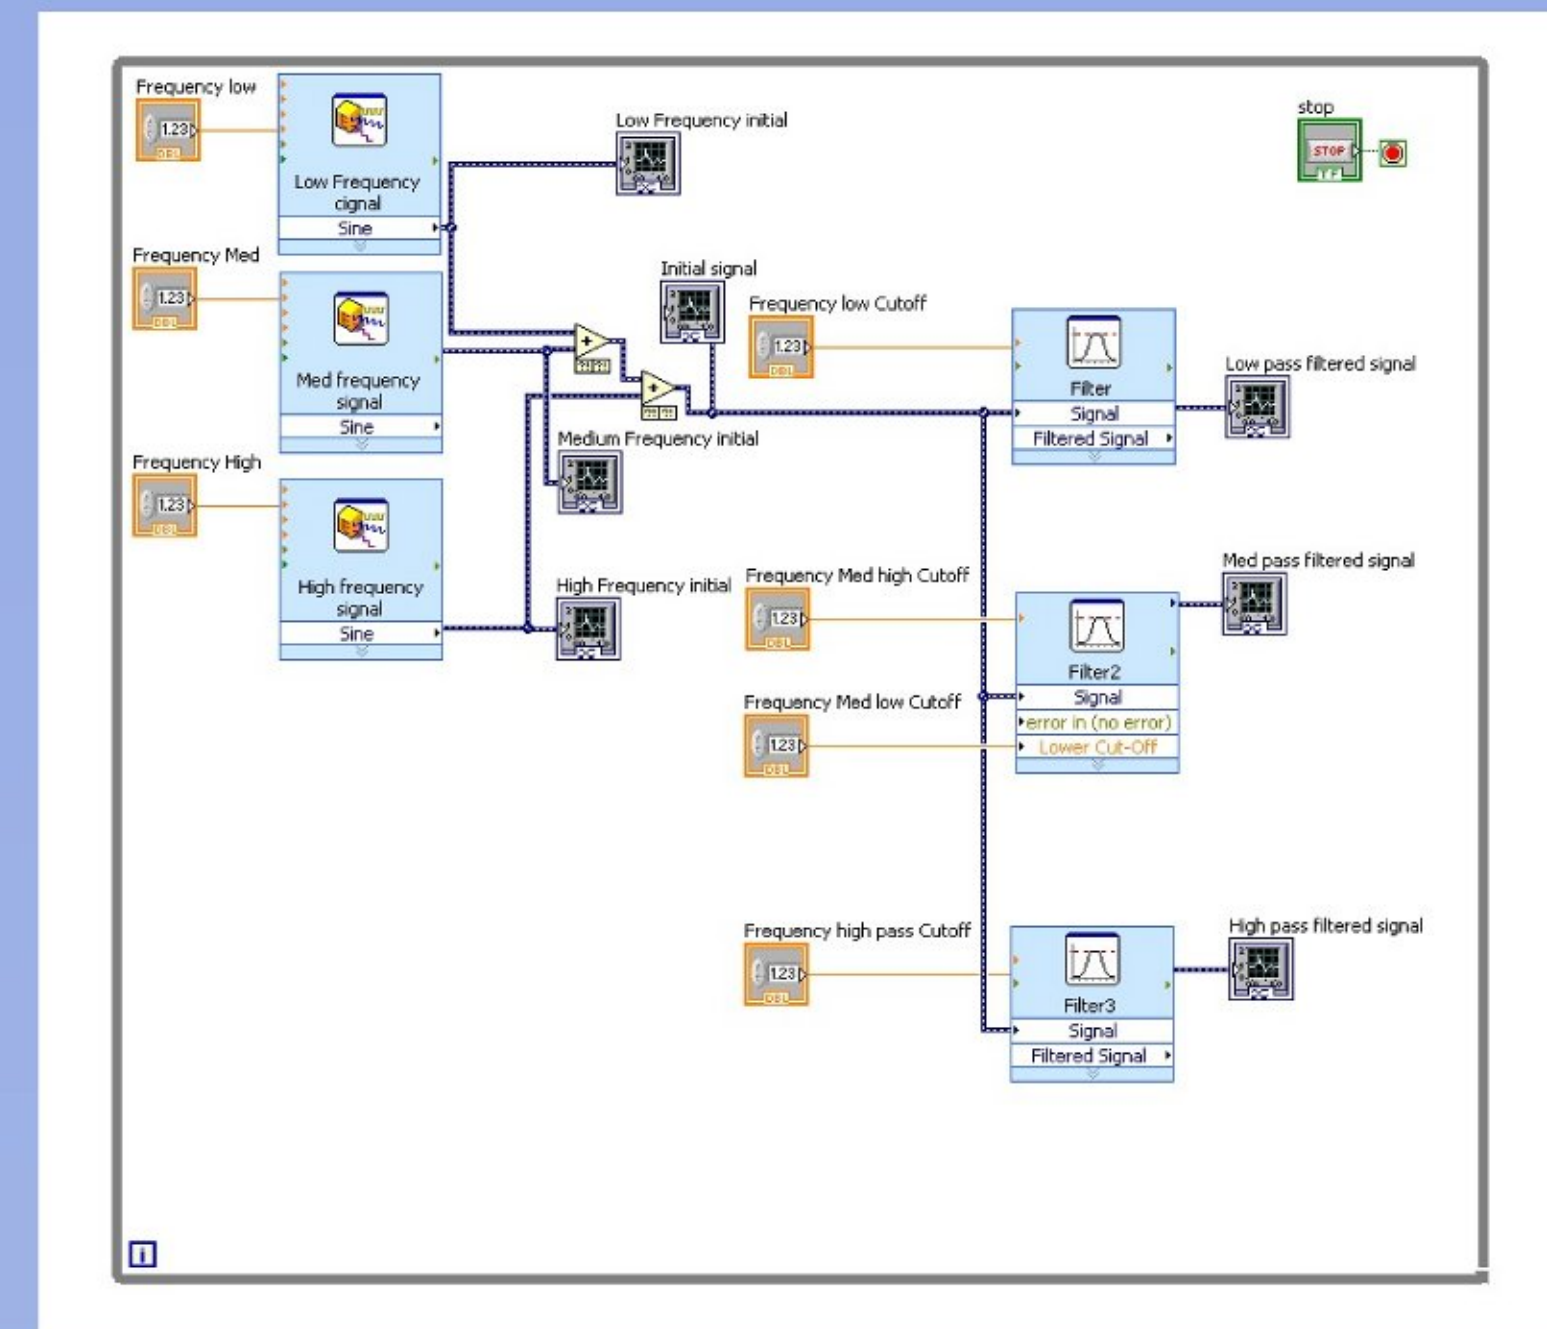 Frequency low
1.23
DBL
Low Frequency
cignal
Sine
Low Frequency initial
stop
STOP
TF
Frequency Med
1.23
DBL
Med frequency
signal
Sine
Initial signal
Frequency low Cutoff
1.23
DBL
Filter
Signal
Filtered Signal
Low pass filtered signal
Medium Frequency initial
Frequency High
1.23
DBL
High frequency
signal
Sine
High Frequency initial
Frequency Med high Cutoff
1.23
DBL
Filter2
Signal
error in (no error)
Lower Cut-Off
Med pass filtered signal
Frequency Med low Cutoff
1.23
DBL
Frequency high pass Cutoff
1.23
DBL
Filter3
Signal
Filtered Signal
High pass filtered signal
i